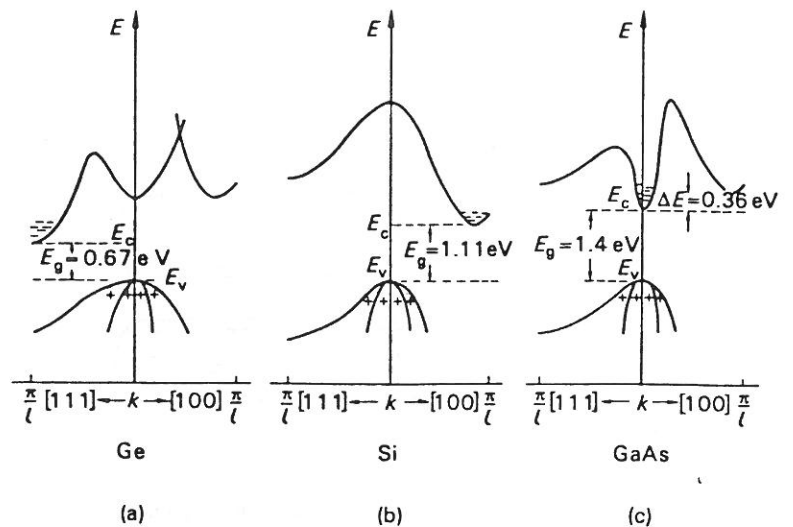 E
E
E
E_c
E_g=0.67 e V
E_v
E_c
E_g=1.11eV
E_v
E_c
ΔE=0.36 eV
E_g=1.4 eV
E_v
π/l [111]←k→[100] π/l
π/l [111]←k→[100] π/l
π/l [111]←k→[100] π/l
Ge
Si
GaAs
(a)
(b)
(c)